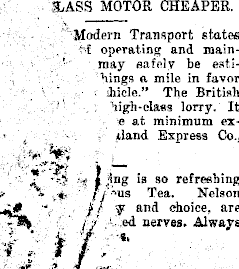 LASS MOTOR CHEAPER.
Modern Transport states
of operating and main-
may safely be esti-
hings a mile in favor
hicle." The British
high-class lorry. It
e at minimum ex-
land Express Co.,
ing is so refreshing
us Tea. Nelson
y and choice, are
ed nerves. Always